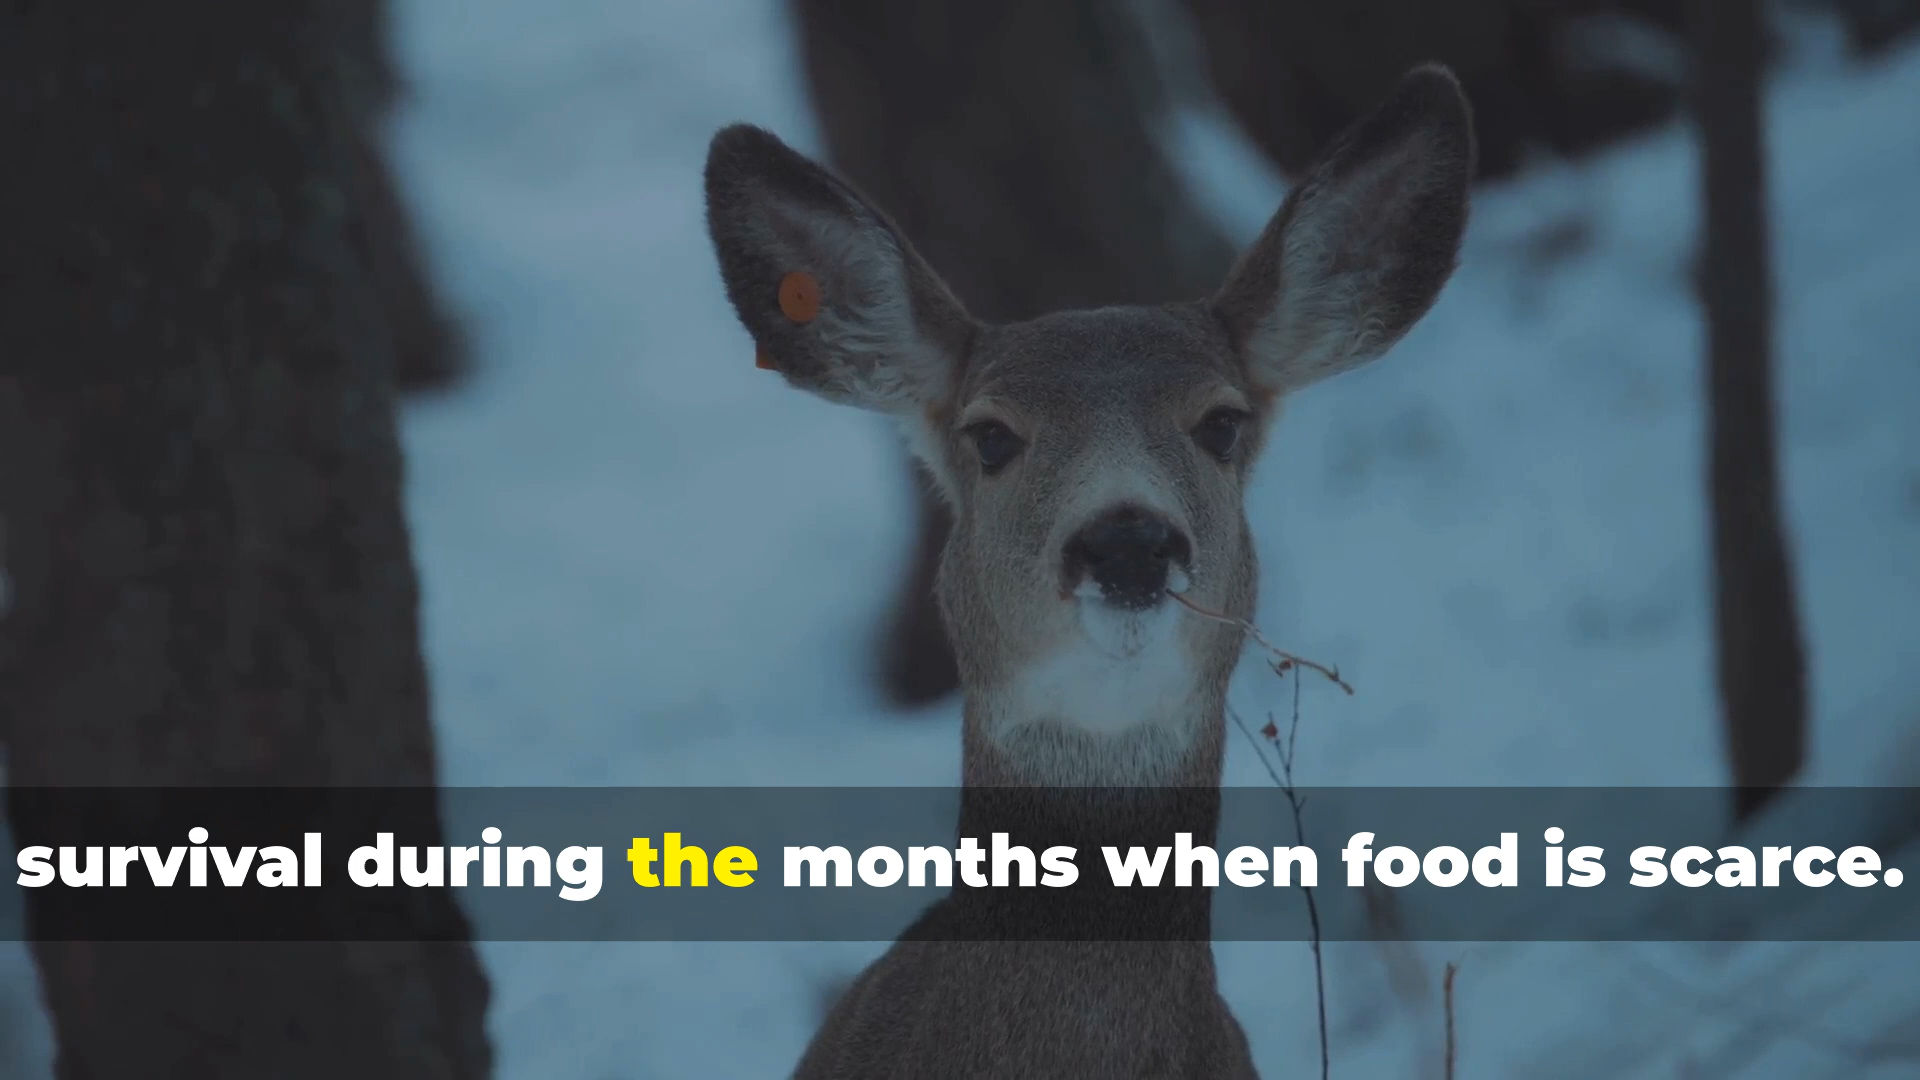 survival during the months when food is scarce.